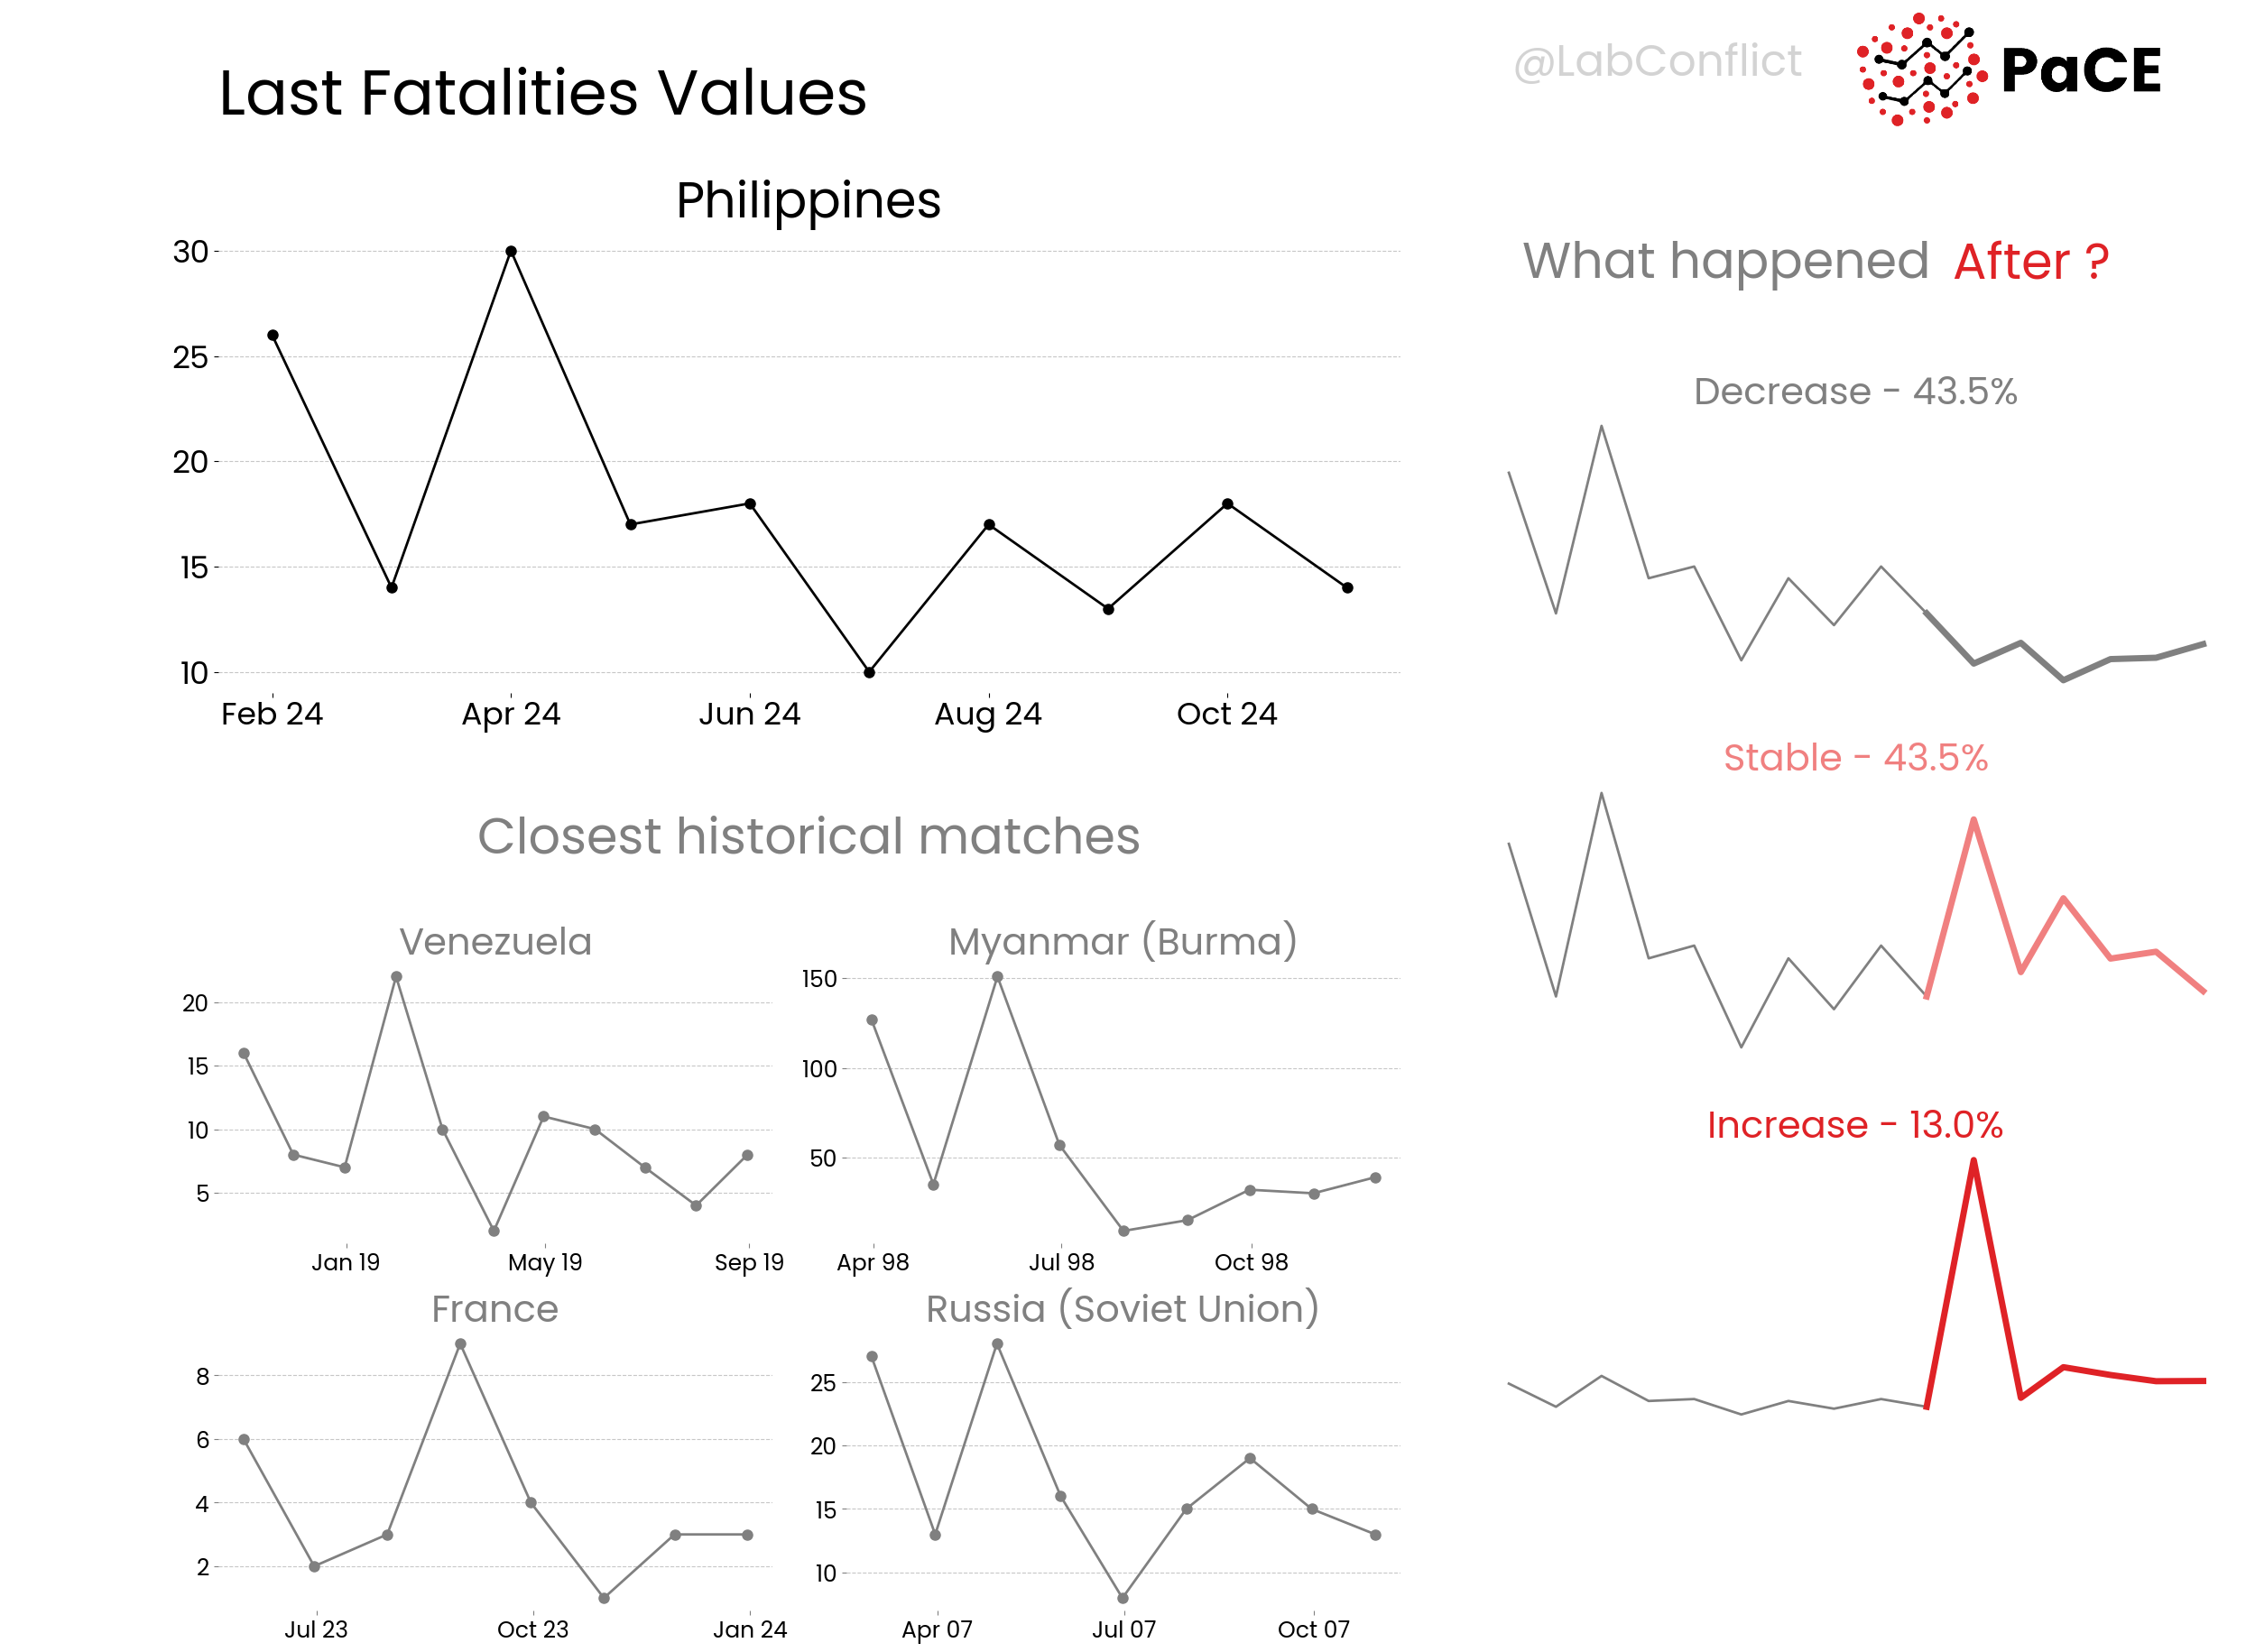 @LabConflict
PaCE
Last Fatalities Values
Philippines
30
25
20
15
10
Feb 24 Apr 24 Jun 24 Aug 24 Oct 24
What happened After ?
Decrease - 43.5%
Stable - 43.5%
Increase - 13.0%
Closest historical matches
Venezuela
20
15
10
5
Jan 19 May 19 Sep 19
Myanmar (Burma)
150
100
50
Apr 98 Jul 98 Oct 98
France
8
6
4
2
Jul 23 Oct 23 Jan 24
Russia (Soviet Union)
25
20
15
10
Apr 07 Jul 07 Oct 07